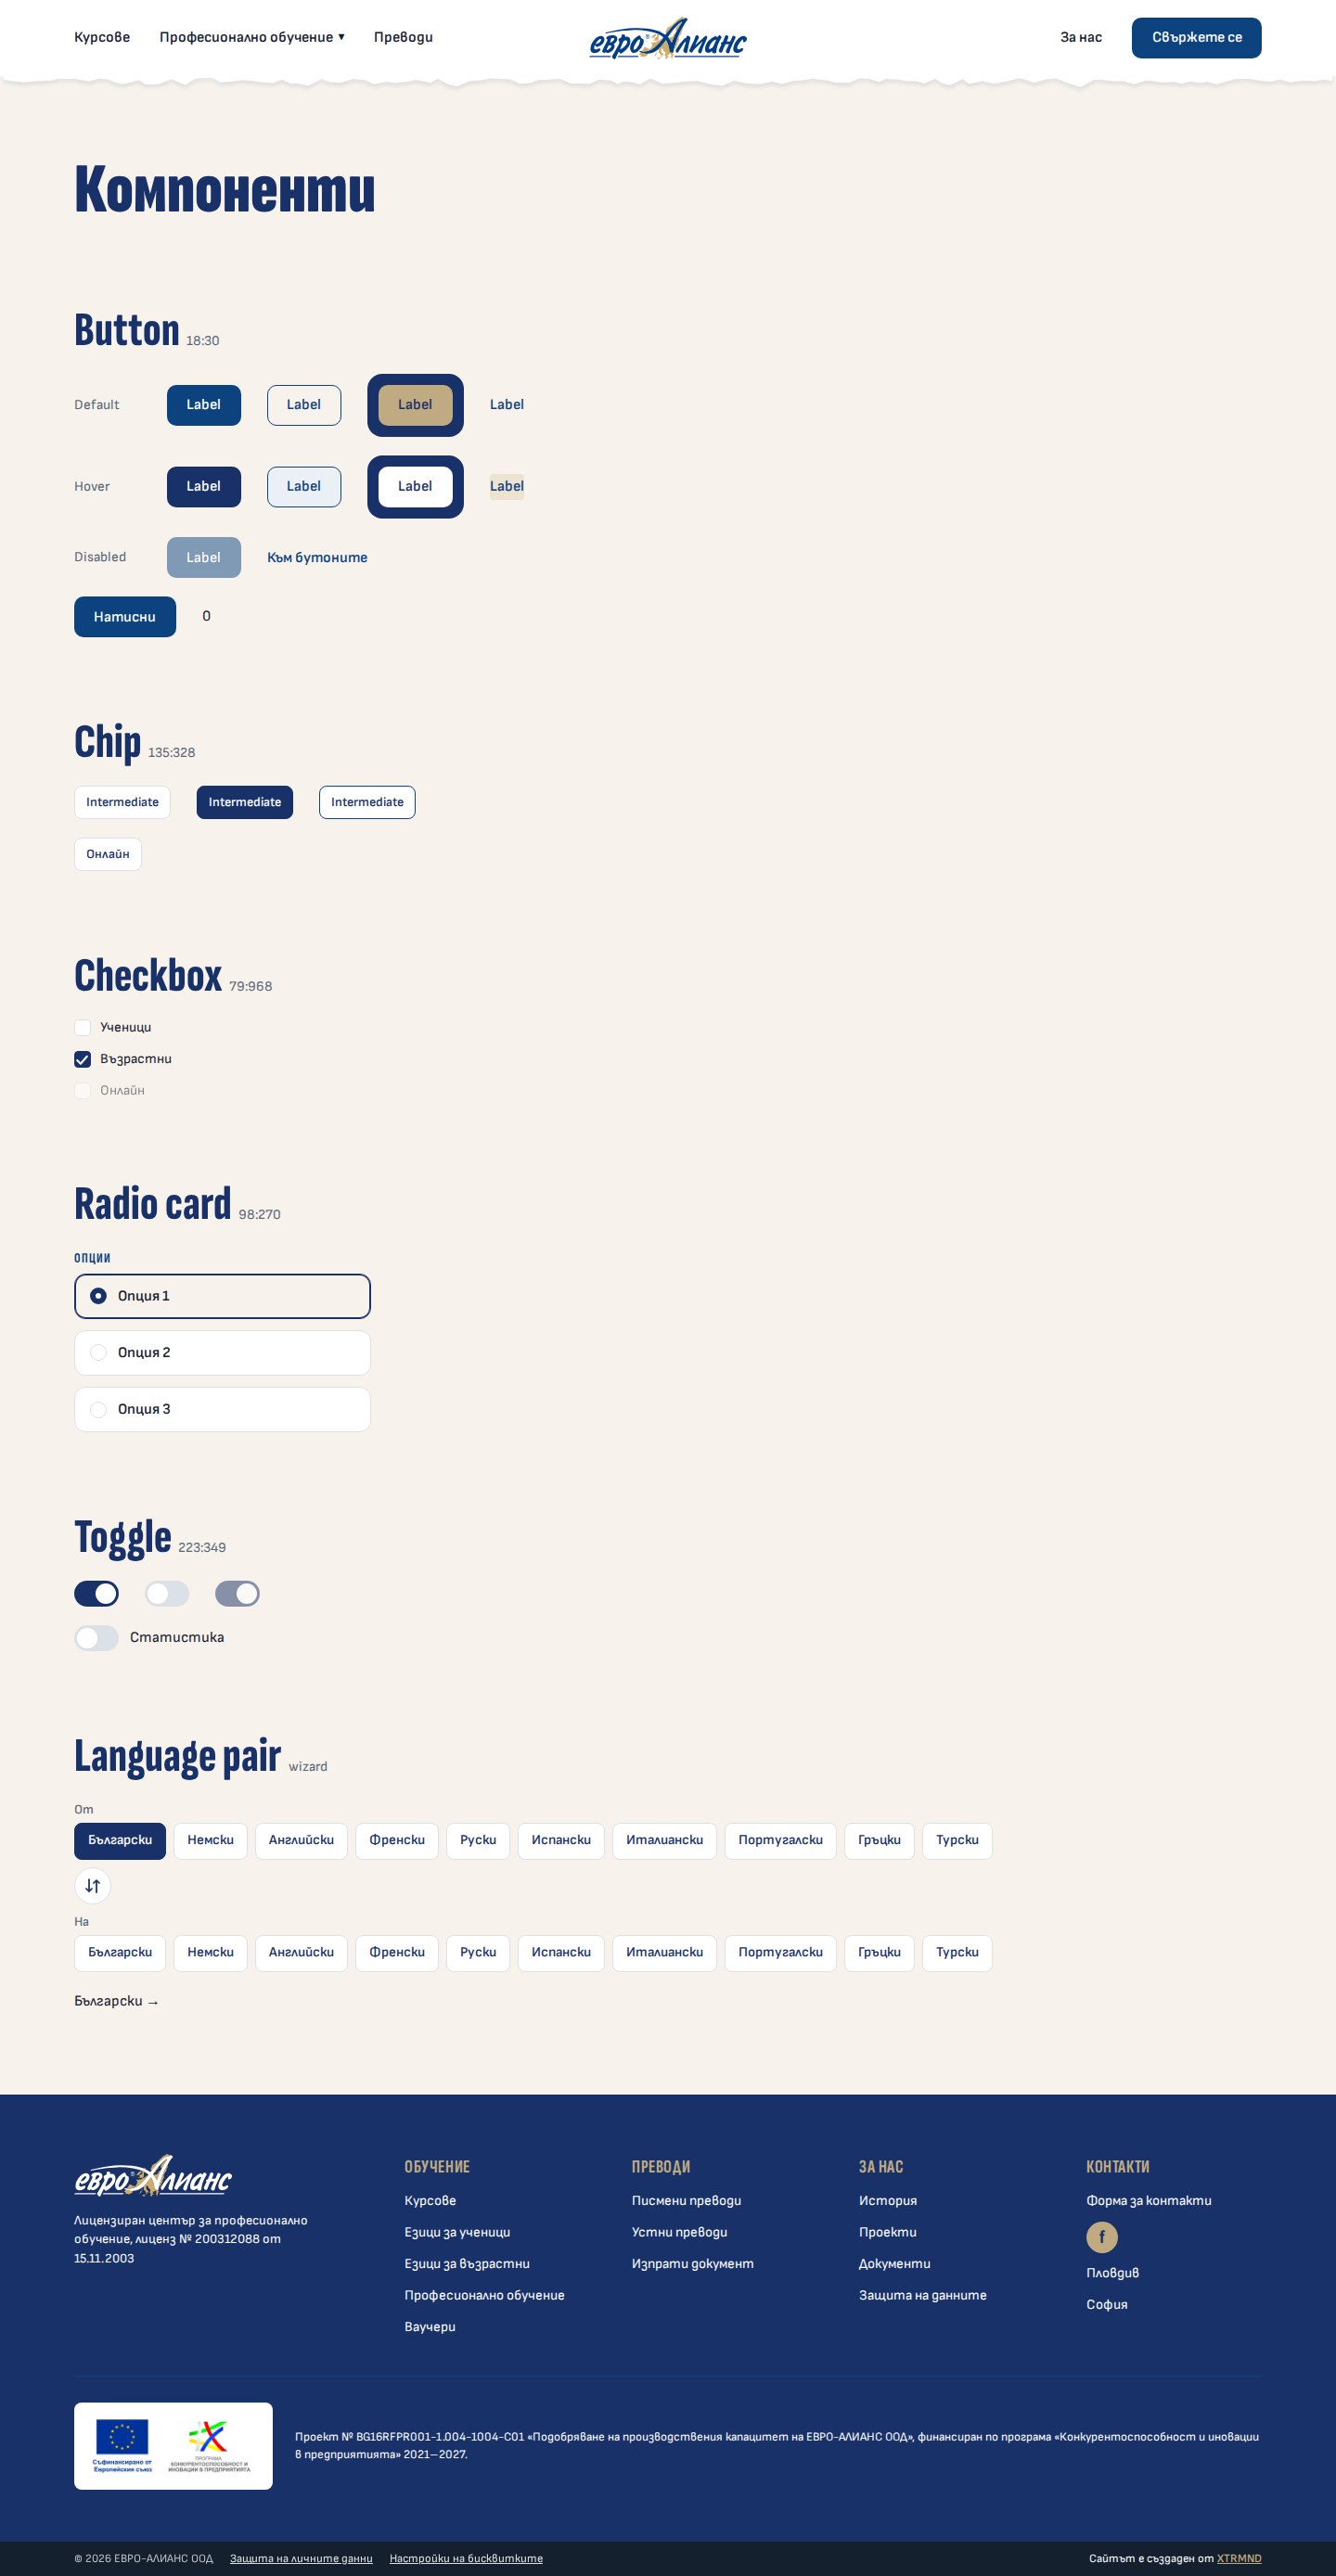 Курсове Професионално обучение ▾ Преводи евро Алианс ® За нас Свържете се
Компоненти
Button 18:30
Default Label Label Label Label
Hover Label Label Label Label
Disabled Label Към бутоните
Натисни 0
Chip 135:328
Intermediate Intermediate Intermediate
Онлайн
Checkbox 79:968
Ученици
Възрастни
Онлайн
Radio card 98:270
ОПЦИИ
Опция 1
Опция 2
Опция 3
Toggle 223:349
Статистика
Language pair wizard
От
Български Немски Английски Френски Руски Испански Италиански Португалски Гръцки Турски
На
Български Немски Английски Френски Руски Испански Италиански Португалски Гръцки Турски
Български →
евро Алианс ®
Лицензиран център за професионално
обучение, лиценз № 200312088 от
15.11.2003
ОБУЧЕНИЕ
Курсове
Езици за ученици
Езици за възрастни
Професионално обучение
Ваучери
ПРЕВОДИ
Писмени преводи
Устни преводи
Изпрати документ
ЗА НАС
История
Проекти
Документи
Защита на данните
КОНТАКТИ
Форма за контакти
f
Пловдив
София
Съфинансирано от
Европейския съюз
ПРОГРАМА
КОНКУРЕНТОСПОСОБНОСТ И
ИНОВАЦИИ В ПРЕДПРИЯТИЯТА
Проект № BG16RFPR001-1.004-1004-C01 «Подобряване на производствения капацитет на ЕВРО-АЛИАНС ООД», финансиран по програма «Конкурентоспособност и иновации
в предприятията» 2021–2027.
© 2026 ЕВРО-АЛИАНС ООД Защита на личните данни Настройки на бисквитките Сайтът е създаден от XTRMND